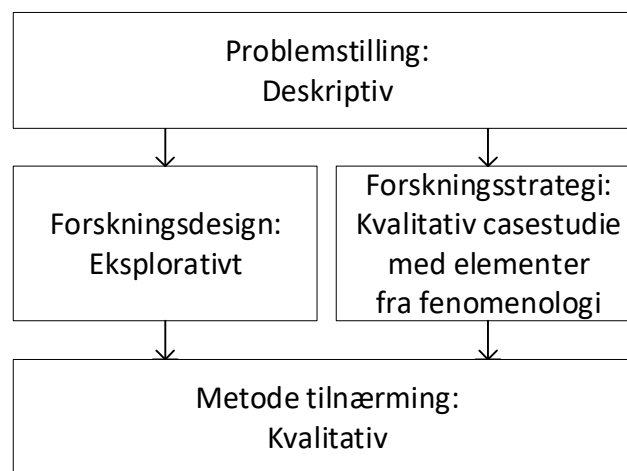 Problemstilling:
Deskriptiv
Forskningsdesign:
Eksplorativt
Forskningsstrategi:
Kvalitativ casestudie
med elementer
fra fenomenologi
Metode tilnærming:
Kvalitativ